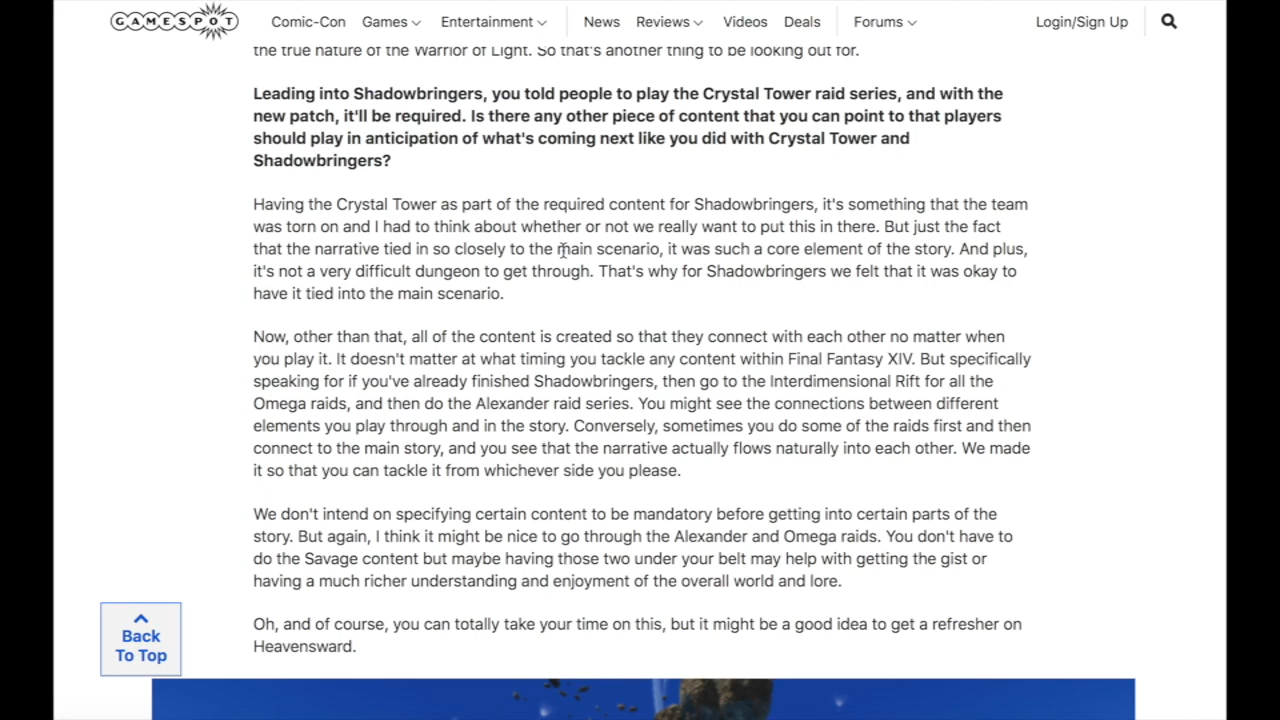 GAMESPOT Comic-Con Games Entertainment News Reviews Videos Deals Forums Login/Sign Up
the true nature of the Warrior of Light. So that's another thing to be looking out for.
Leading into Shadowbringers, you told people to play the Crystal Tower raid series, and with the
new patch, it'll be required. Is there any other piece of content that you can point to that players
should play in anticipation of what's coming next like you did with Crystal Tower and
Shadowbringers?
Having the Crystal Tower as part of the required content for Shadowbringers, it's something that the team
was torn on and I had to think about whether or not we really want to put this in there. But just the fact
that the narrative tied in so closely to the main scenario, it was such a core element of the story. And plus,
it's not a very difficult dungeon to get through. That's why for Shadowbringers we felt that it was okay to
have it tied into the main scenario.
Now, other than that, all of the content is created so that they connect with each other no matter when
you play it. It doesn't matter at what timing you tackle any content within Final Fantasy XIV. But specifically
speaking for if you've already finished Shadowbringers, then go to the Interdimensional Rift for all the
Omega raids, and then do the Alexander raid series. You might see the connections between different
elements you play through and in the story. Conversely, sometimes you do some of the raids first and then
connect to the main story, and you see that the narrative actually flows naturally into each other. We made
it so that you can tackle it from whichever side you please.
We don't intend on specifying certain content to be mandatory before getting into certain parts of the
story. But again, I think it might be nice to go through the Alexander and Omega raids. You don't have to
do the Savage content but maybe having those two under your belt may help with getting the gist or
having a much richer understanding and enjoyment of the overall world and lore.
Oh, and of course, you can totally take your time on this, but it might be a good idea to get a refresher on
Heavensward.
Back
To Top